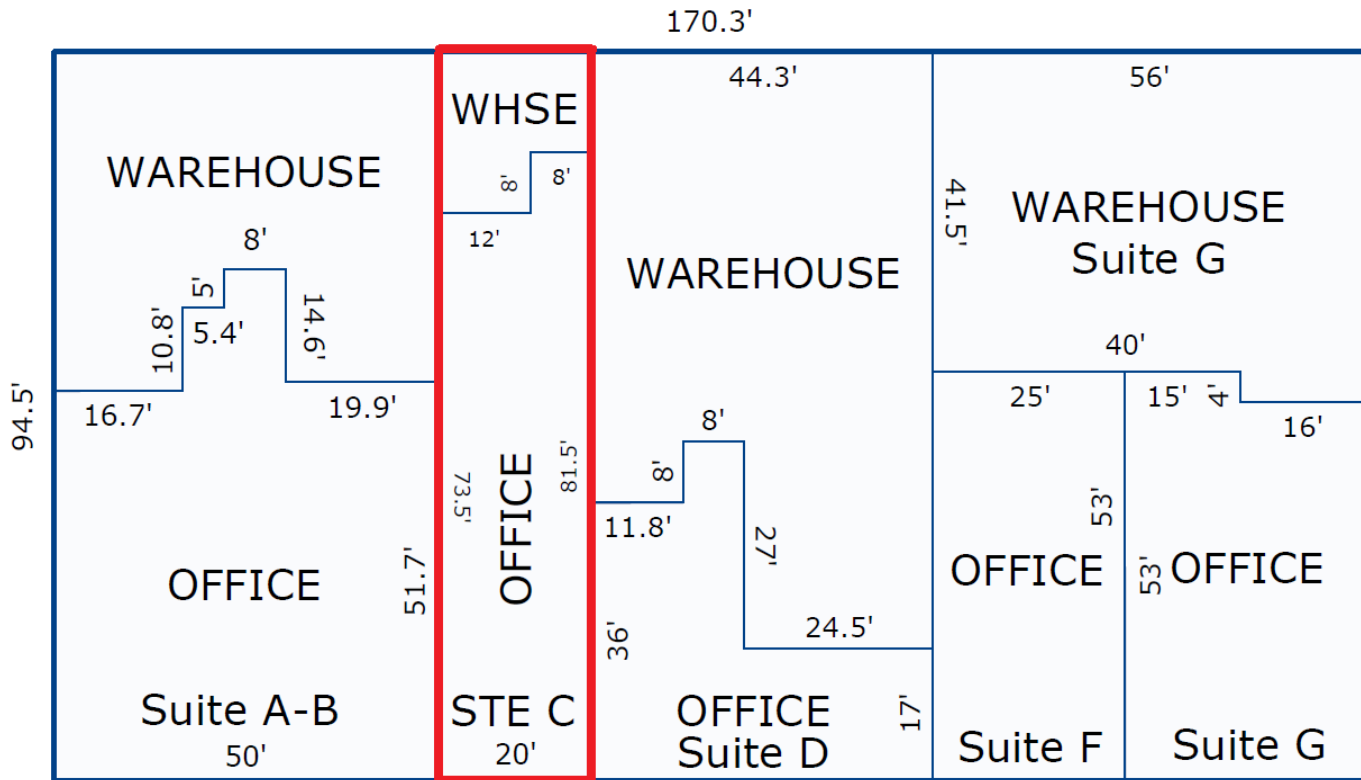 170.3'
44.3'
56'
WHSE
WAREHOUSE
8'
8'
41.5'
WAREHOUSE
Suite G
12'
8'
WAREHOUSE
5'
10.8'
5.4'
14.6'
40'
94.5'
16.7'
19.9'
25'
15'
4'
16'
8'
8'
11.8'
73.5'
OFFICE
81.5'
27'
53'
51.7'
OFFICE
OFFICE
53'
OFFICE
36'
24.5'
Suite A-B
STE C
OFFICE
Suite D
17'
Suite F
Suite G
50'
20'